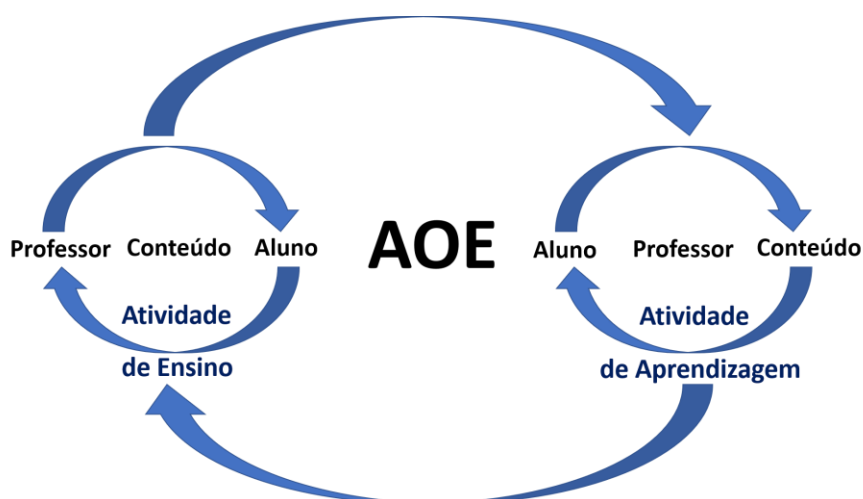 Professor Conteúdo Aluno
Atividade
de Ensino
AOE
Aluno Professor Conteúdo
Atividade
de Aprendizagem